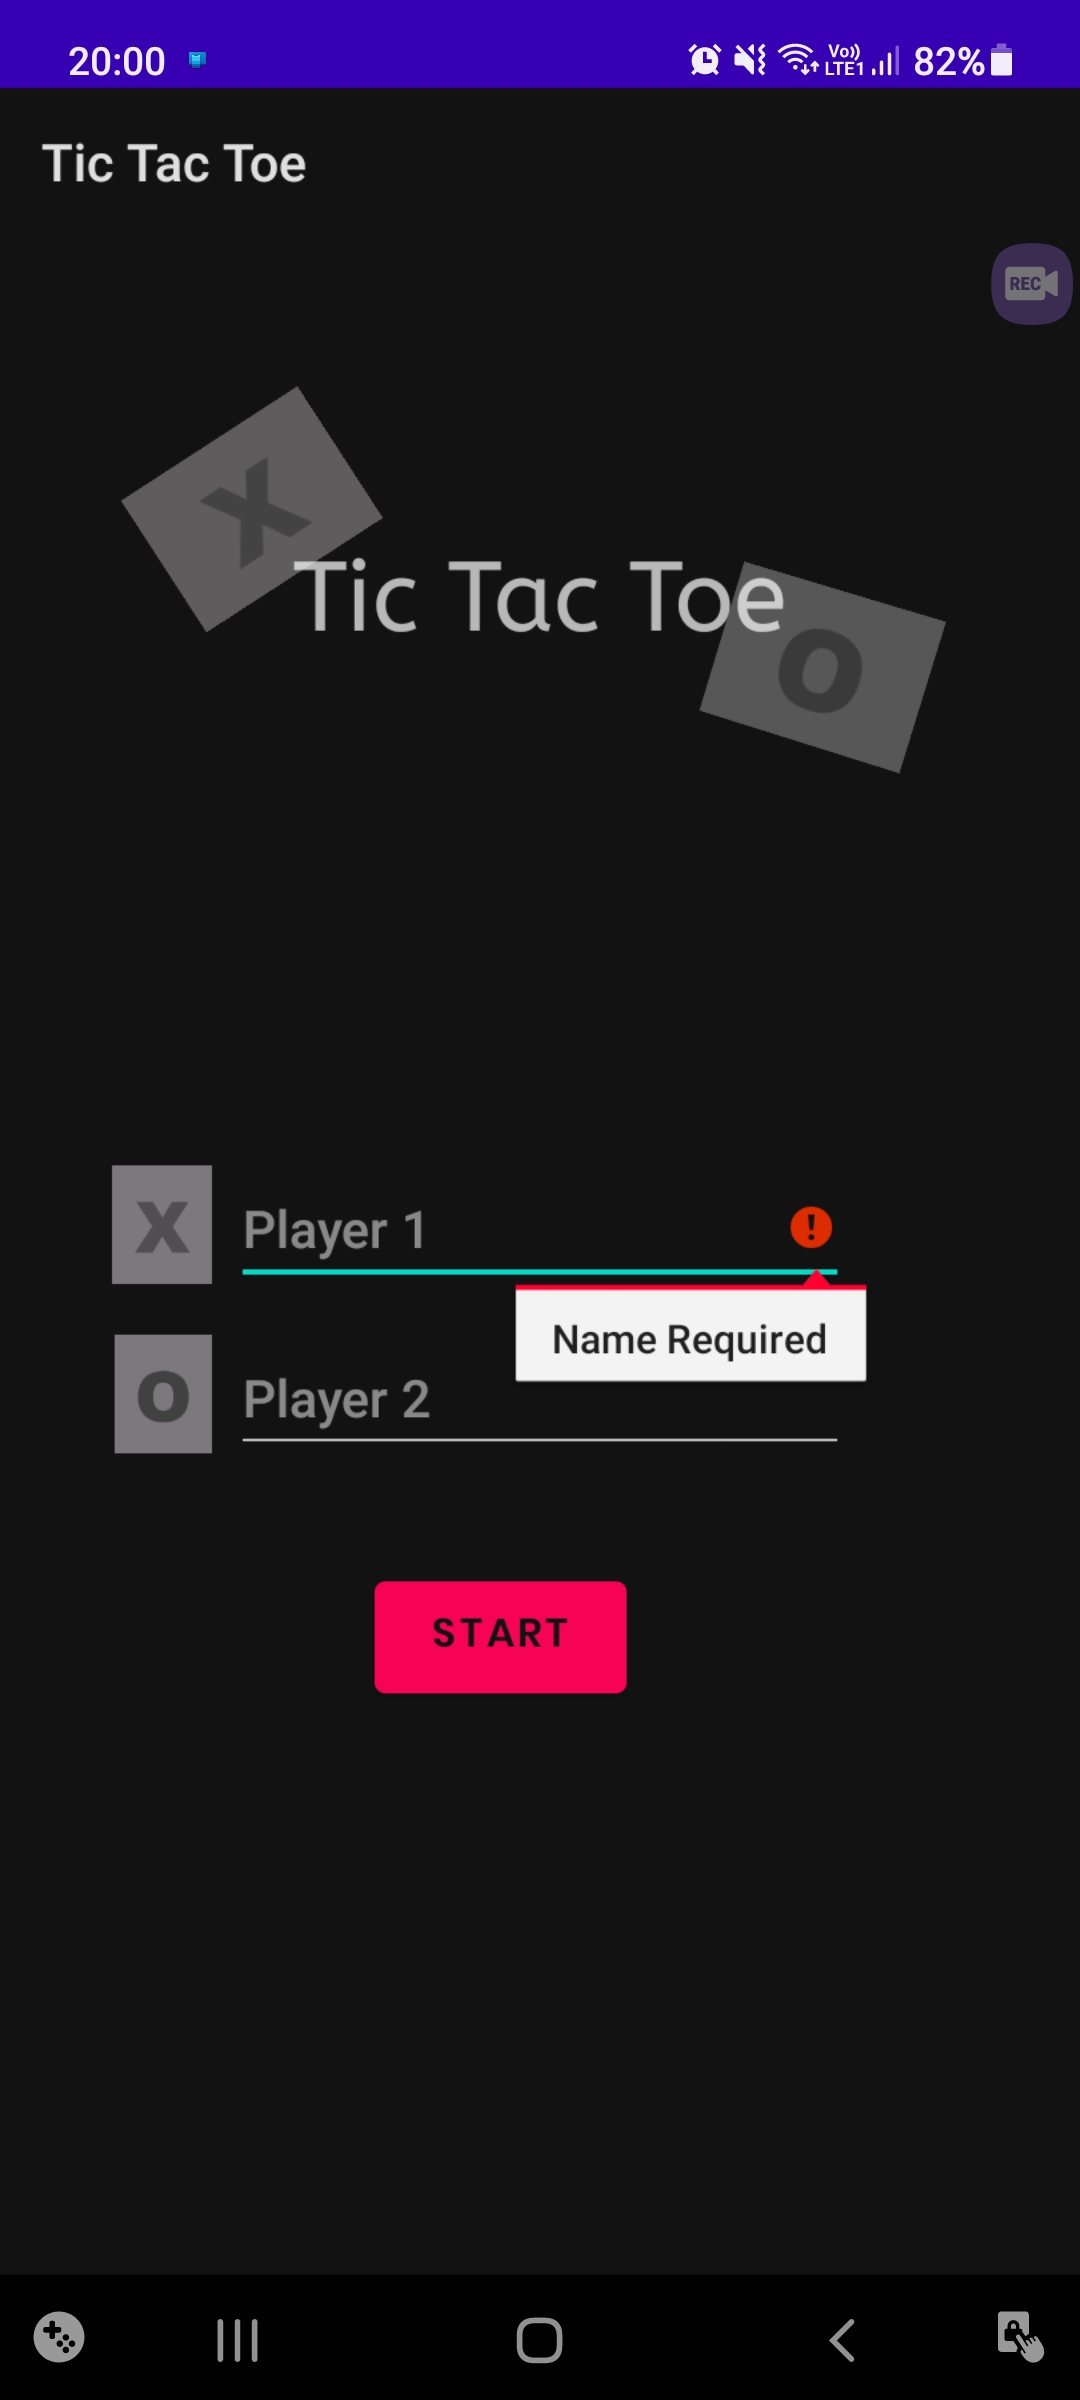 20:00 Vo)) LTE1 82%
Tic Tac Toe
REC
X
Tic Tac Toe
O
X Player 1 !
Name Required
O Player 2
START